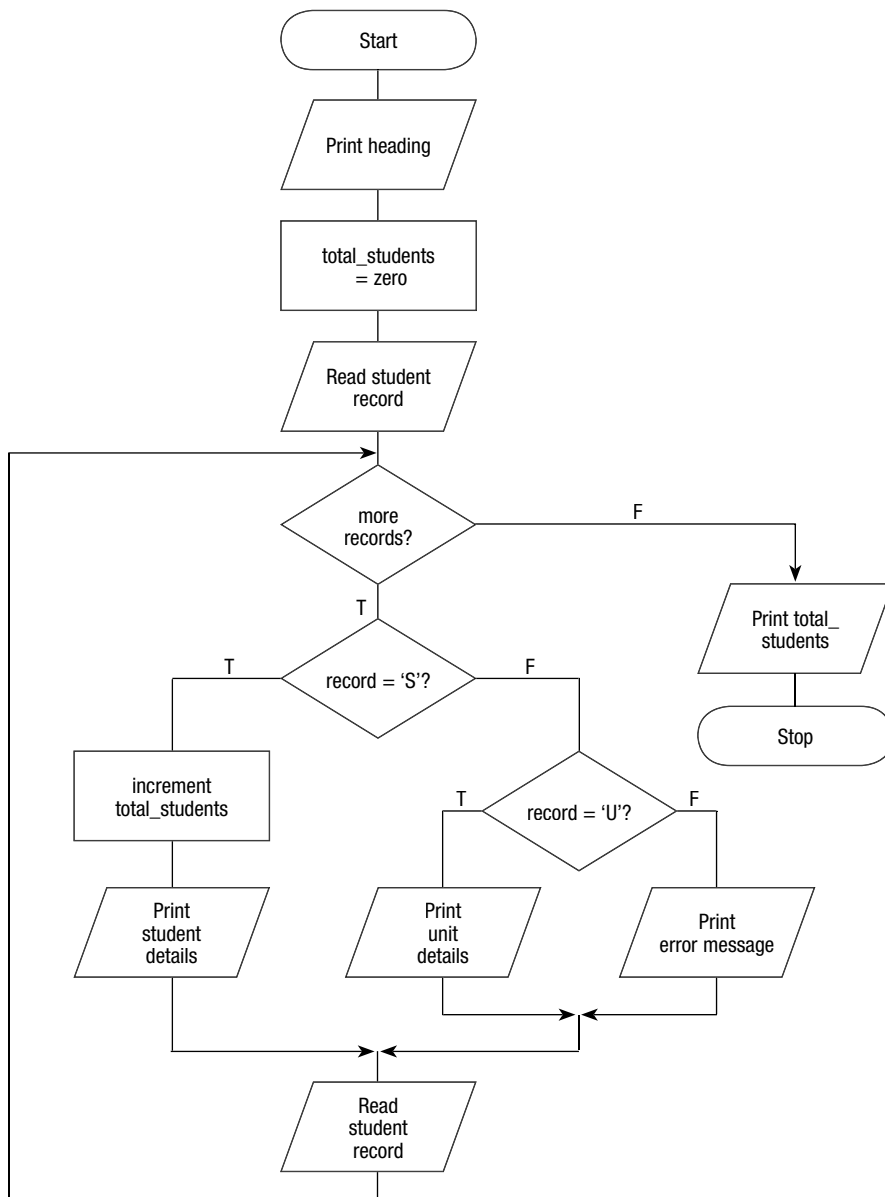 Start
Print heading
total_students
= zero
Read student
record
more
records?
F
T
Print total_
students
Stop
record = ‘S’?
T
F
increment
total_students
Print
student
details
record = ‘U’?
T
F
Print
unit
details
Print
error message
Read
student
record